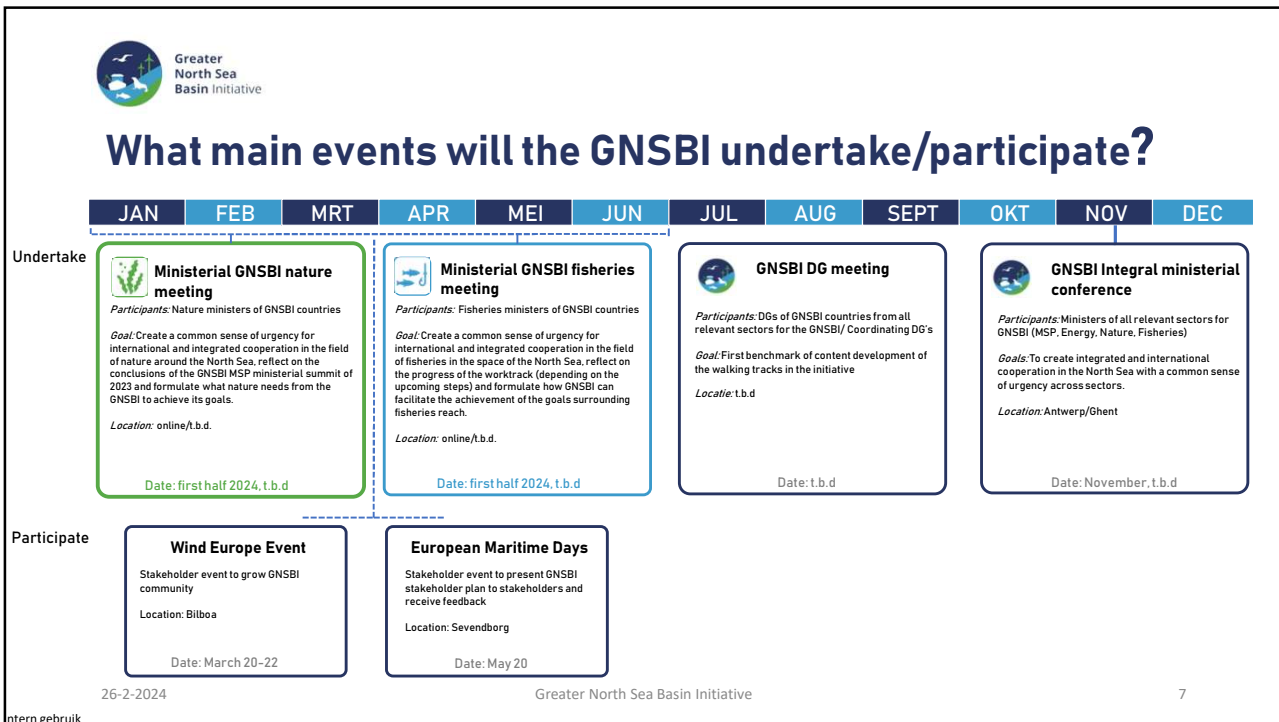 Greater
North Sea
Basin Initiative
What main events will the GNSBI undertake/participate?
JAN FEB MRT APR MEI JUN JUL AUG SEPT OKT NOV DEC
Undertake
Ministerial GNSBI nature
meeting
Participants: Nature ministers of GNSBI countries
Goal: Create a common sense of urgency for
international and integrated cooperation in the field
of nature around the North Sea, reflect on the
conclusions of the GNSBI MSP ministerial summit of
2023 and formulate what nature needs from the
GNSBI to achieve its goals.
Location: online/t.b.d.
Date: first half 2024, t.b.d
Ministerial GNSBI fisheries
meeting
Participants: Fisheries ministers of GNSBI countries
Goal: Create a common sense of urgency for
international and integrated cooperation in the field
of fisheries in the space of the North Sea, reflect on
the progress of the worktrack (depending on the
upcoming steps) and formulate how GNSBI can
facilitate the achievement of the goals surrounding
fisheries reach.
Location: online/t.b.d.
Date: first half 2024, t.b.d
GNSBI DG meeting
Participants: DGs of GNSBI countries from all
relevant sectors for the GNSBI/ Coordinating DG's
Goal: First benchmark of content development of
the walking tracks in the initiative
Locatie: t.b.d
Date: t.b.d
GNSBI Integral ministerial
conference
Participants: Ministers of all relevant sectors for
GNSBI (MSP, Energy, Nature, Fisheries)
Goals: To create integrated and international
cooperation in the North Sea with a common sense
of urgency across sectors.
Location: Antwerp/Ghent
Date: November, t.b.d
Participate
Wind Europe Event
Stakeholder event to grow GNSBI
community
Location: Bilboa
Date: March 20-22
European Maritime Days
Stakeholder event to present GNSBI
stakeholder plan to stakeholders and
receive feedback
Location: Sevendborg
Date: May 20
26-2-2024
Greater North Sea Basin Initiative
7
ntern gebruik